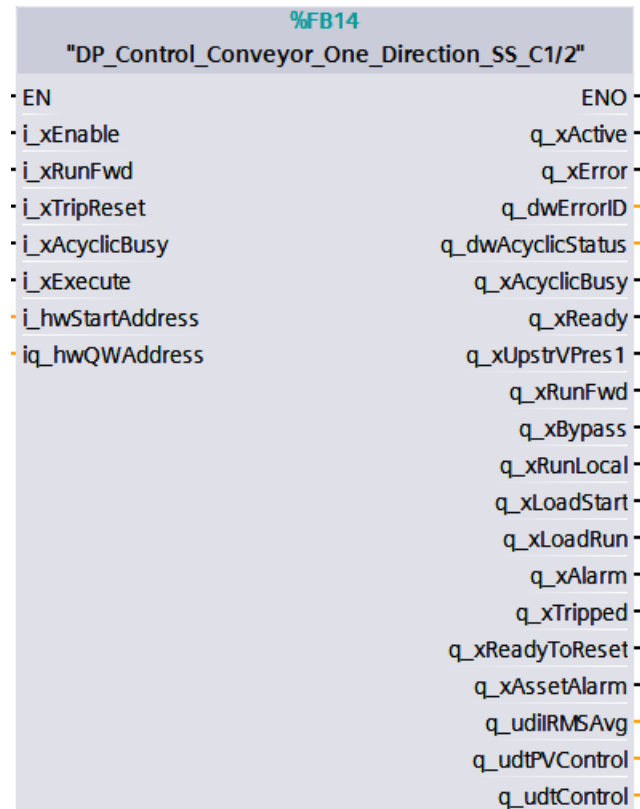 %FB14
"DP_Control_Conveyor_One_Direction_SS_C1/2"
EN ENO
i_xEnable q_xActive
i_xRunFwd q_xError
i_xTripReset q_dwErrorID
i_xAcyclicBusy q_dwAcyclicStatus
i_xExecute q_xAcyclicBusy
i_hwStartAddress q_xReady
iq_hwQWAddress q_xUpstrVPres1
q_xRunFwd
q_xBypass
q_xRunLocal
q_xLoadStart
q_xLoadRun
q_xAlarm
q_xTripped
q_xReadyToReset
q_xAssetAlarm
q_udiIRMSAvg
q_udtPVControl
q_udtControl